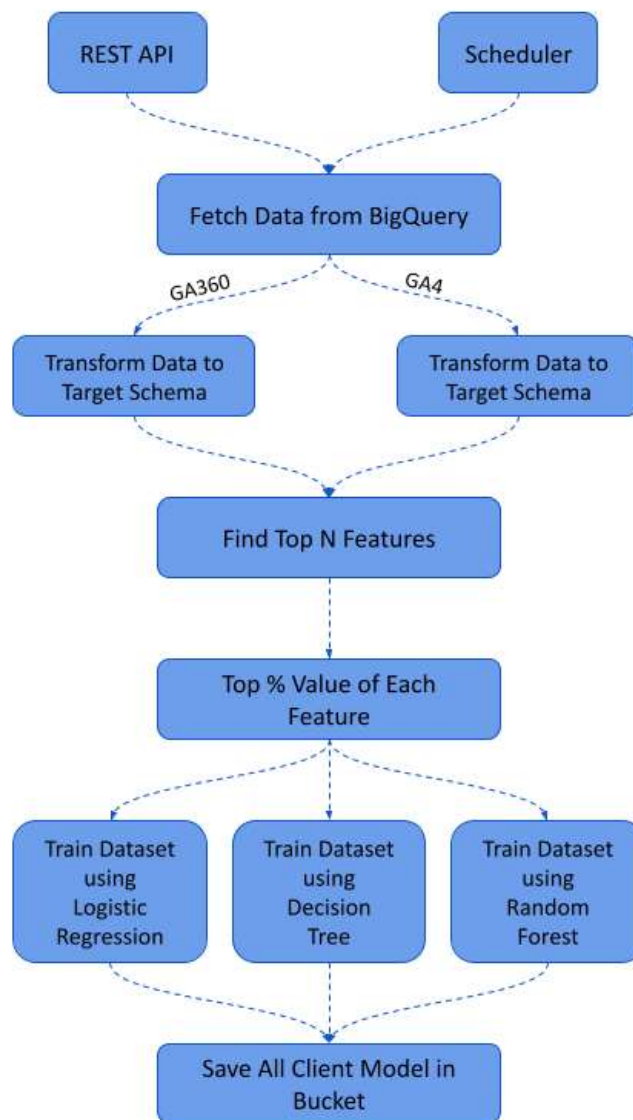 REST API
Scheduler
Fetch Data from BigQuery
GA360
GA4
Transform Data to
Target Schema
Transform Data to
Target Schema
Find Top N Features
Top % Value of Each
Feature
Train Dataset
using
Logistic
Regression
Train Dataset
using
Decision
Tree
Train Dataset
using
Random
Forest
Save All Client Model in
Bucket